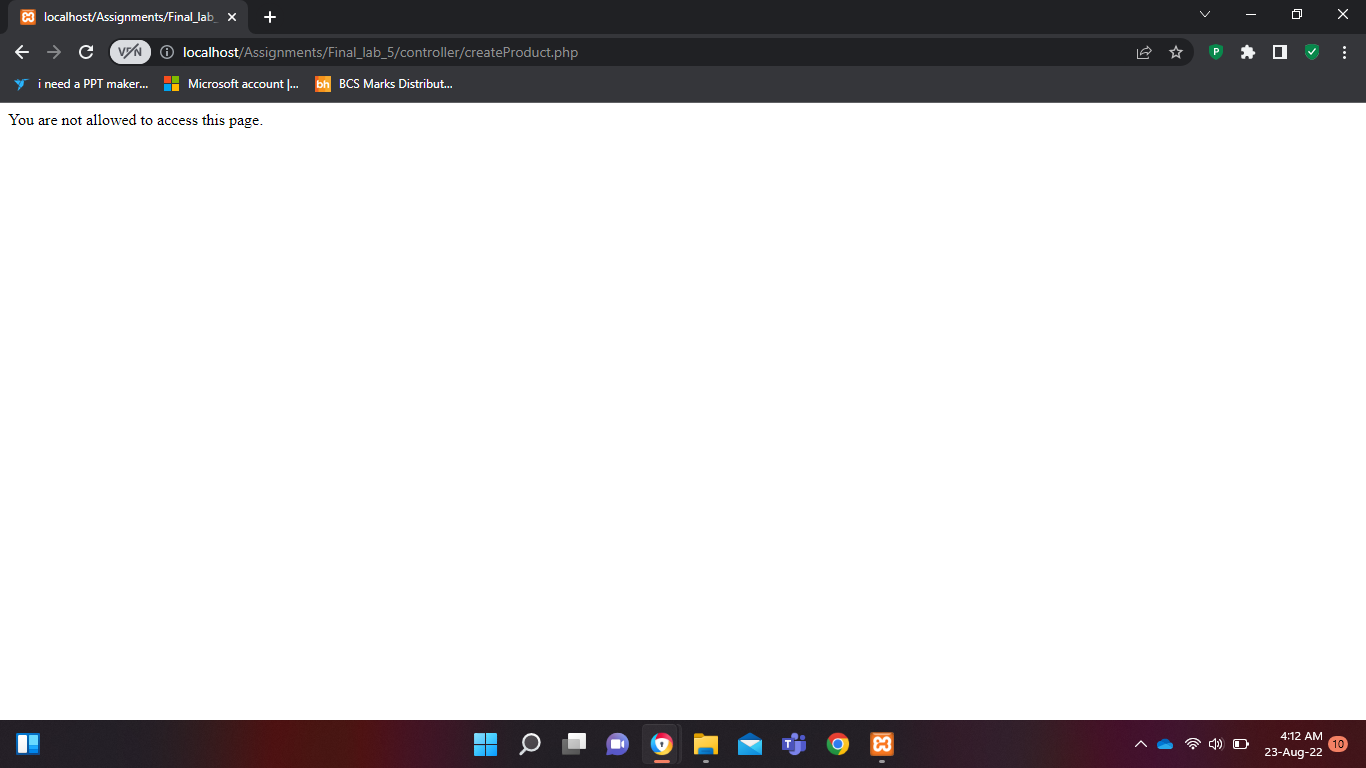 localhost/Assignments/Final_lab_
VPN
localhost/Assignments/Final_lab_5/controller/createProduct.php
P
i need a PPT maker...
Microsoft account |...
bh
BCS Marks Distribut...
You are not allowed to access this page.
T
4:12 AM
23-Aug-22
10